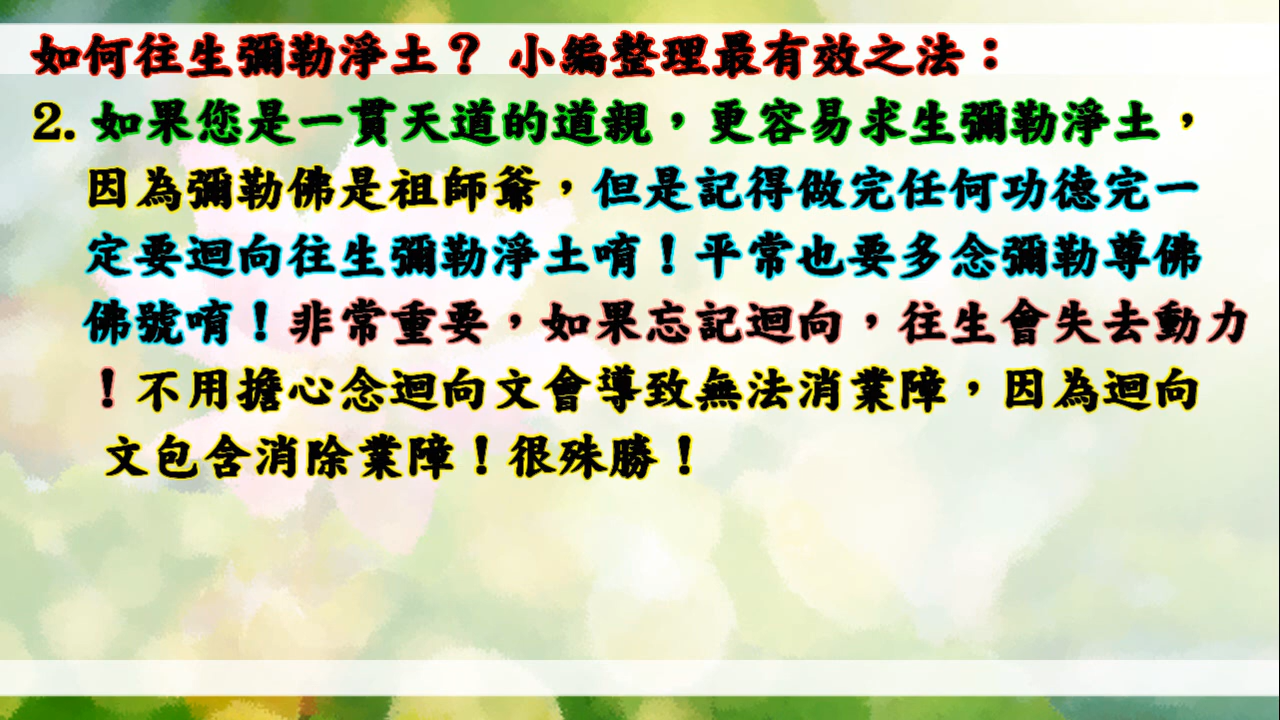 如何往生彌勒淨土？ 小編整理最有效之法：
2. 如果您是一貫天道的道親，更容易求生彌勒淨土，
因為彌勒佛是祖師爺，但是記得做完任何功德完一
定要迴向往生彌勒淨土唷！平常也要多念彌勒尊佛
佛號唷！非常重要，如果忘記迴向，往生會失去動力
！不用擔心念迴向文會導致無法消業障，因為迴向
文包含消除業障！很殊勝！